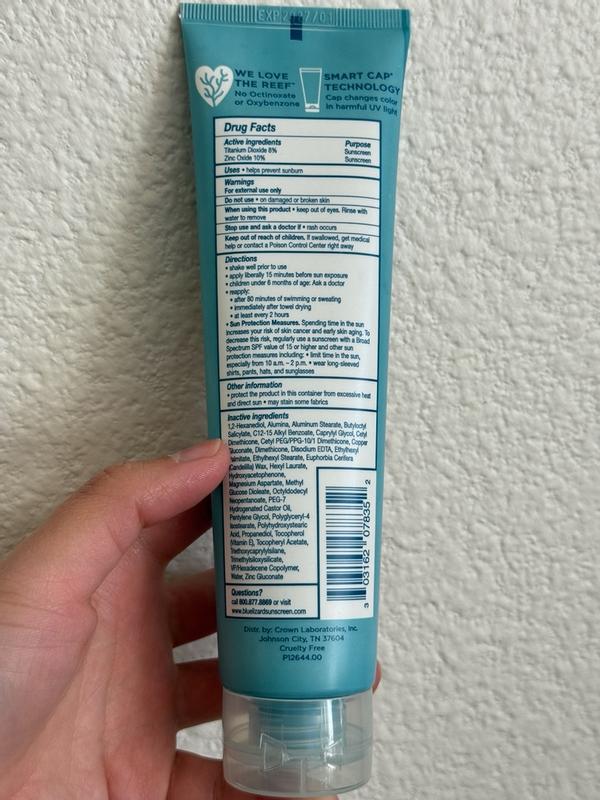 EXP 2027/01
WE LOVE
THE REEF™
No Octinoxate
or Oxybenzone
SMART CAP®
TECHNOLOGY
Cap changes color
in harmful UV light
Drug Facts
Active ingredients Purpose
Titanium Dioxide 8% Sunscreen
Zinc Oxide 10% Sunscreen
Uses • helps prevent sunburn
Warnings
For external use only
Do not use • on damaged or broken skin
When using this product • keep out of eyes. Rinse with
water to remove
Stop use and ask a doctor if • rash occurs
Keep out of reach of children. If swallowed, get medical
help or contact a Poison Control Center right away
Directions
• shake well prior to use
• apply liberally 15 minutes before sun exposure
• children under 6 months of age: Ask a doctor
• reapply:
• after 80 minutes of swimming or sweating
• immediately after towel drying
• at least every 2 hours
• Sun Protection Measures. Spending time in the sun
increases your risk of skin cancer and early skin aging. To
decrease this risk, regularly use a sunscreen with a Broad
Spectrum SPF value of 15 or higher and other sun
protection measures including: • limit time in the sun,
especially from 10 a.m. – 2 p.m. • wear long-sleeved
shirts, pants, hats, and sunglasses
Other information
• protect the product in this container from excessive heat
and direct sun • may stain some fabrics
Inactive ingredients
1,2-Hexanediol, Alumina, Aluminum Stearate, Butyloctyl
Salicylate, C12-15 Alkyl Benzoate, Caprylyl Glycol, Cetyl
Dimethicone, Cetyl PEG/PPG-10/1 Dimethicone, Copper
Gluconate, Dimethicone, Disodium EDTA, Ethylhexyl
Palmitate, Ethylhexyl Stearate, Euphorbia Cerifera
(Candelilla) Wax, Hexyl Laurate,
Hydroxyacetophenone,
Magnesium Aspartate, Methyl
Glucose Dioleate, Octyldodecyl
Neopentanoate, PEG-7
Hydrogenated Castor Oil,
Pentylene Glycol, Polyglyceryl-4
Isostearate, Polyhydroxystearic
Acid, Propanediol, Tocopherol
(Vitamin E), Tocopheryl Acetate,
Triethoxycaprylylsilane,
Trimethylsiloxysilicate,
VP/Hexadecene Copolymer,
Water, Zinc Gluconate
3 03162 07835 2
Questions?
call 800.877.8869 or visit
www.bluelizardsunscreen.com
Distr. by: Crown Laboratories, Inc.
Johnson City, TN 37604
Cruelty Free
P12644.00